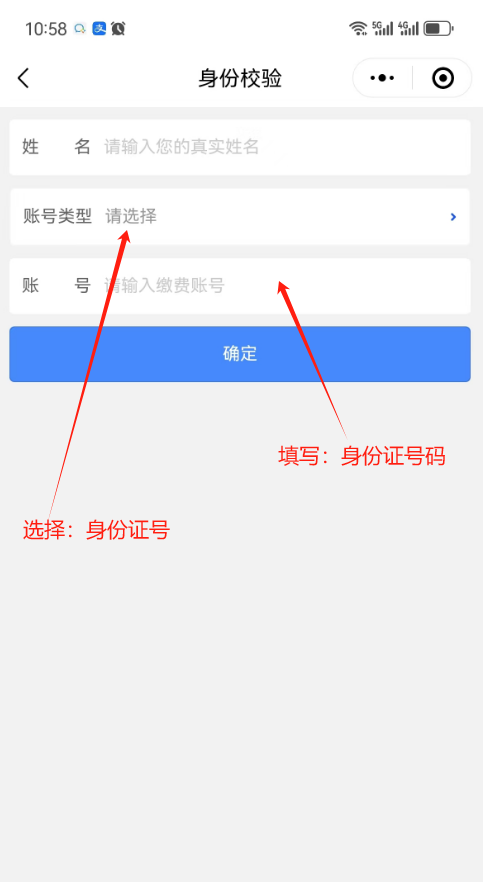 10:58
5G 4G
身份校验
姓 名 请输入您的真实姓名
账号类型 请选择
账 号 请输入缴费账号
确定
填写：身份证号码
选择：身份证号